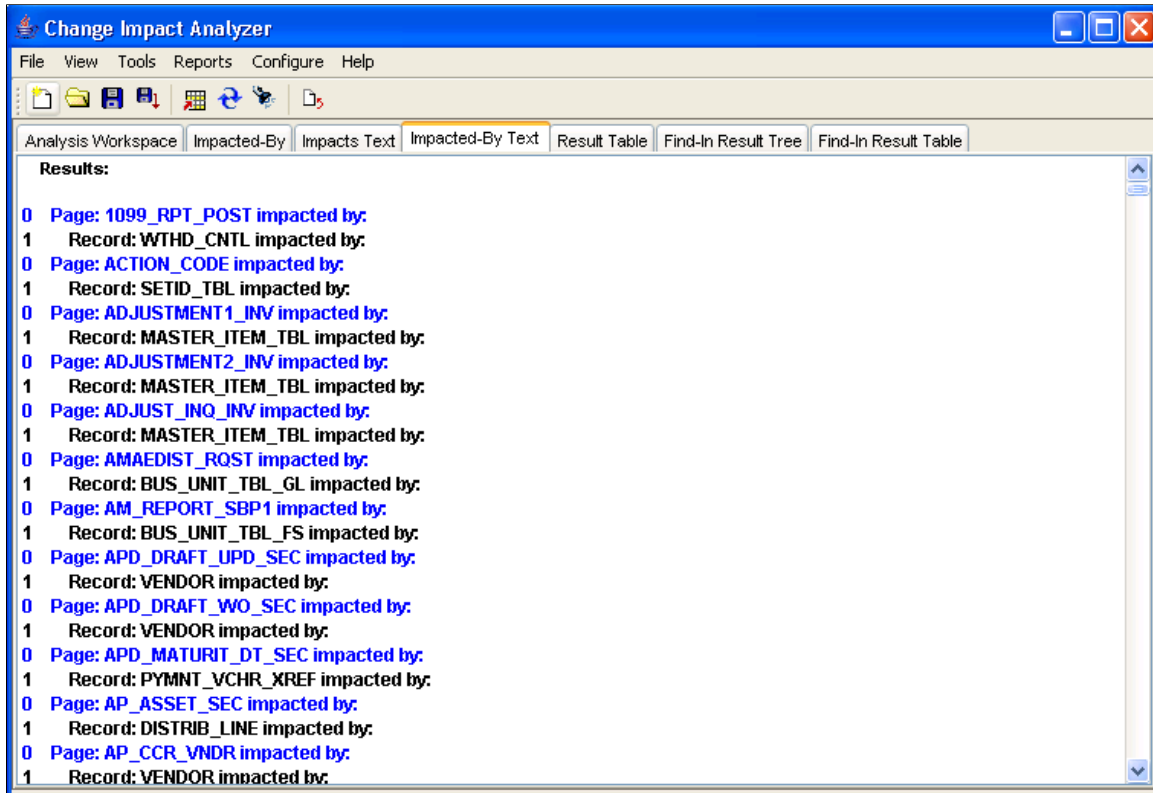 Change Impact Analyzer
File View Tools Reports Configure Help
Analysis Workspace Impacted-By Impacts Text Impacted-By Text Result Table Find-In Result Tree Find-In Result Table
Results:
0 Page: 1099_RPT_POST impacted by:
1 Record: WTHD_CNTL impacted by:
0 Page: ACTION_CODE impacted by:
1 Record: SETID_TBL impacted by:
0 Page: ADJUSTMENT1_INV impacted by:
1 Record: MASTER_ITEM_TBL impacted by:
0 Page: ADJUSTMENT2_INV impacted by:
1 Record: MASTER_ITEM_TBL impacted by:
0 Page: ADJUST_INQ_INV impacted by:
1 Record: MASTER_ITEM_TBL impacted by:
0 Page: AMAEDIST_RQST impacted by:
1 Record: BUS_UNIT_TBL_GL impacted by:
0 Page: AM_REPORT_SBP1 impacted by:
1 Record: BUS_UNIT_TBL_FS impacted by:
0 Page: APD_DRAFT_UPD_SEC impacted by:
1 Record: VENDOR impacted by:
0 Page: APD_DRAFT_WO_SEC impacted by:
1 Record: VENDOR impacted by:
0 Page: APD_MATURIT_DT_SEC impacted by:
1 Record: PYMNT_VCHR_XREF impacted by:
0 Page: AP_ASSET_SEC impacted by:
1 Record: DISTRIB_LINE impacted by:
0 Page: AP_CCR_VNDR impacted by:
1 Record: VENDOR impacted by: